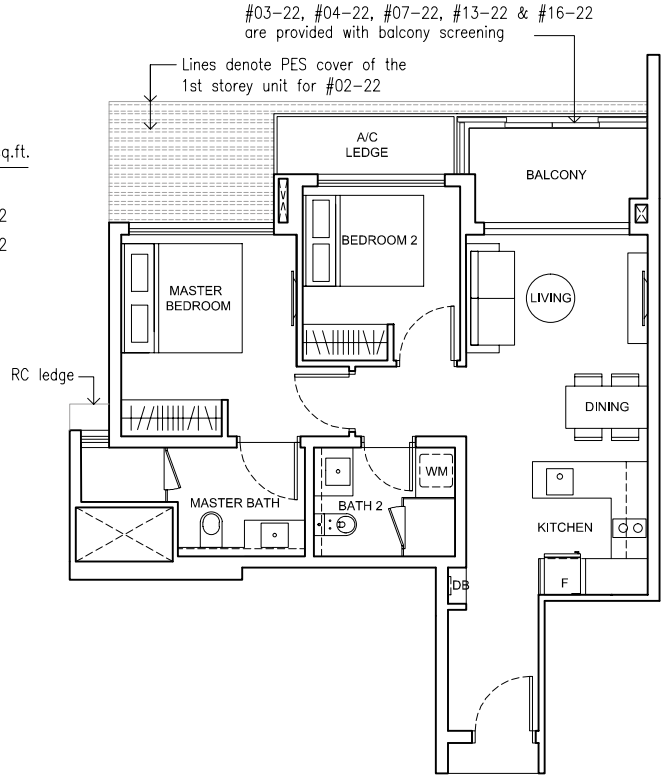 #03-22, #04-22, #07-22, #13-22 & #16-22
are provided with balcony screening
Lines denote PES cover of the
1st storey unit for #02-22
q.ft.
2
2
A/C
LEDGE
BALCONY
BEDROOM 2
MASTER
BEDROOM
LIVING
RC ledge
DINING
WM
MASTER BATH
BATH 2
KITCHEN
F
DB